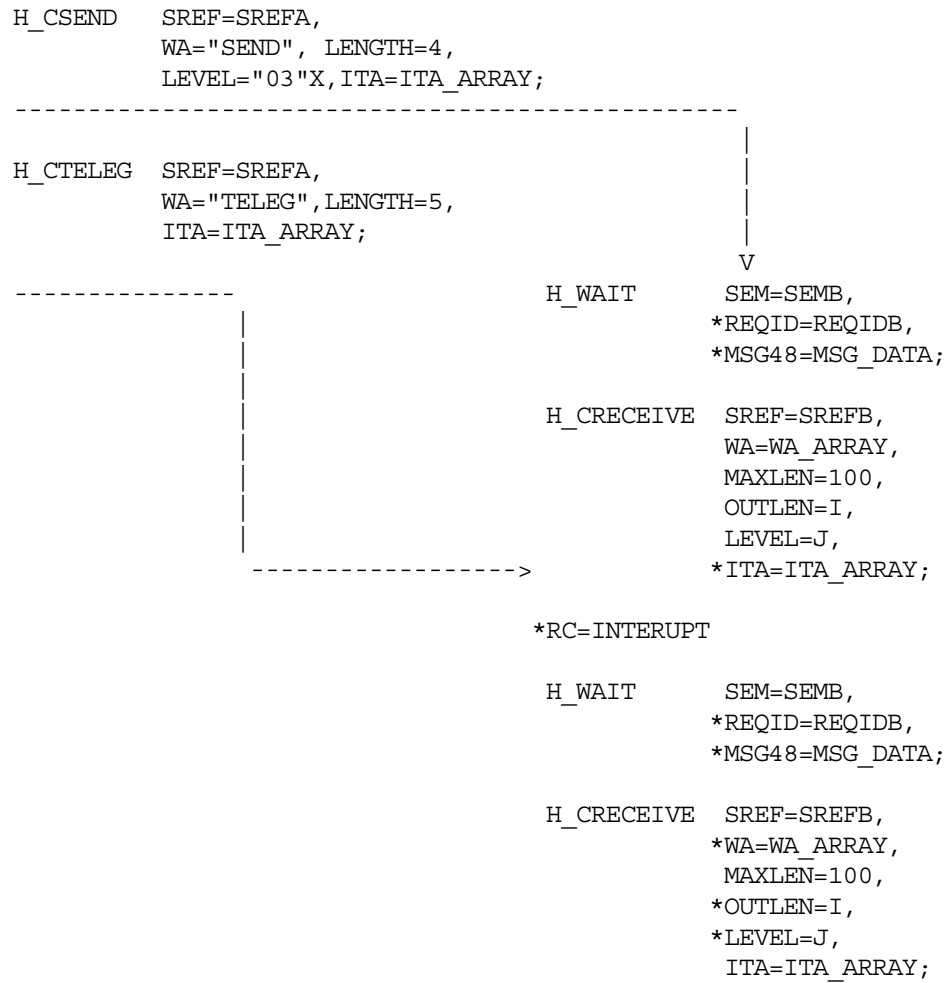 H_CSEND SREF=SREFA,
WA="SEND", LENGTH=4,
LEVEL="03"X,ITA=ITA_ARRAY;
-------------------------------------------------
|
|
H_CTELEG SREF=SREFA,
WA="TELEG",LENGTH=5,
ITA=ITA_ARRAY;
V
--------------- H_WAIT SEM=SEMB,
*REQID=REQIDB,
*MSG48=MSG_DATA;
H_CRECEIVE SREF=SREFB,
WA=WA_ARRAY,
MAXLEN=100,
OUTLEN=I,
LEVEL=J,
------------------> *ITA=ITA_ARRAY;
*RC=INTERUPT
H_WAIT SEM=SEMB,
*REQID=REQIDB,
*MSG48=MSG_DATA;
H_CRECEIVE SREF=SREFB,
*WA=WA_ARRAY,
MAXLEN=100,
*OUTLEN=I,
*LEVEL=J,
ITA=ITA_ARRAY;